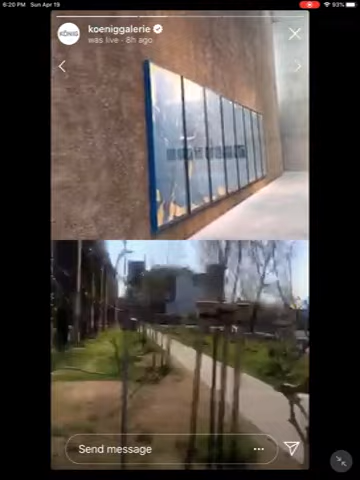 6:20 PM Sun Apr 19
93%
KÖNIG
koeniggalerie
was live · 8h ago
Send message